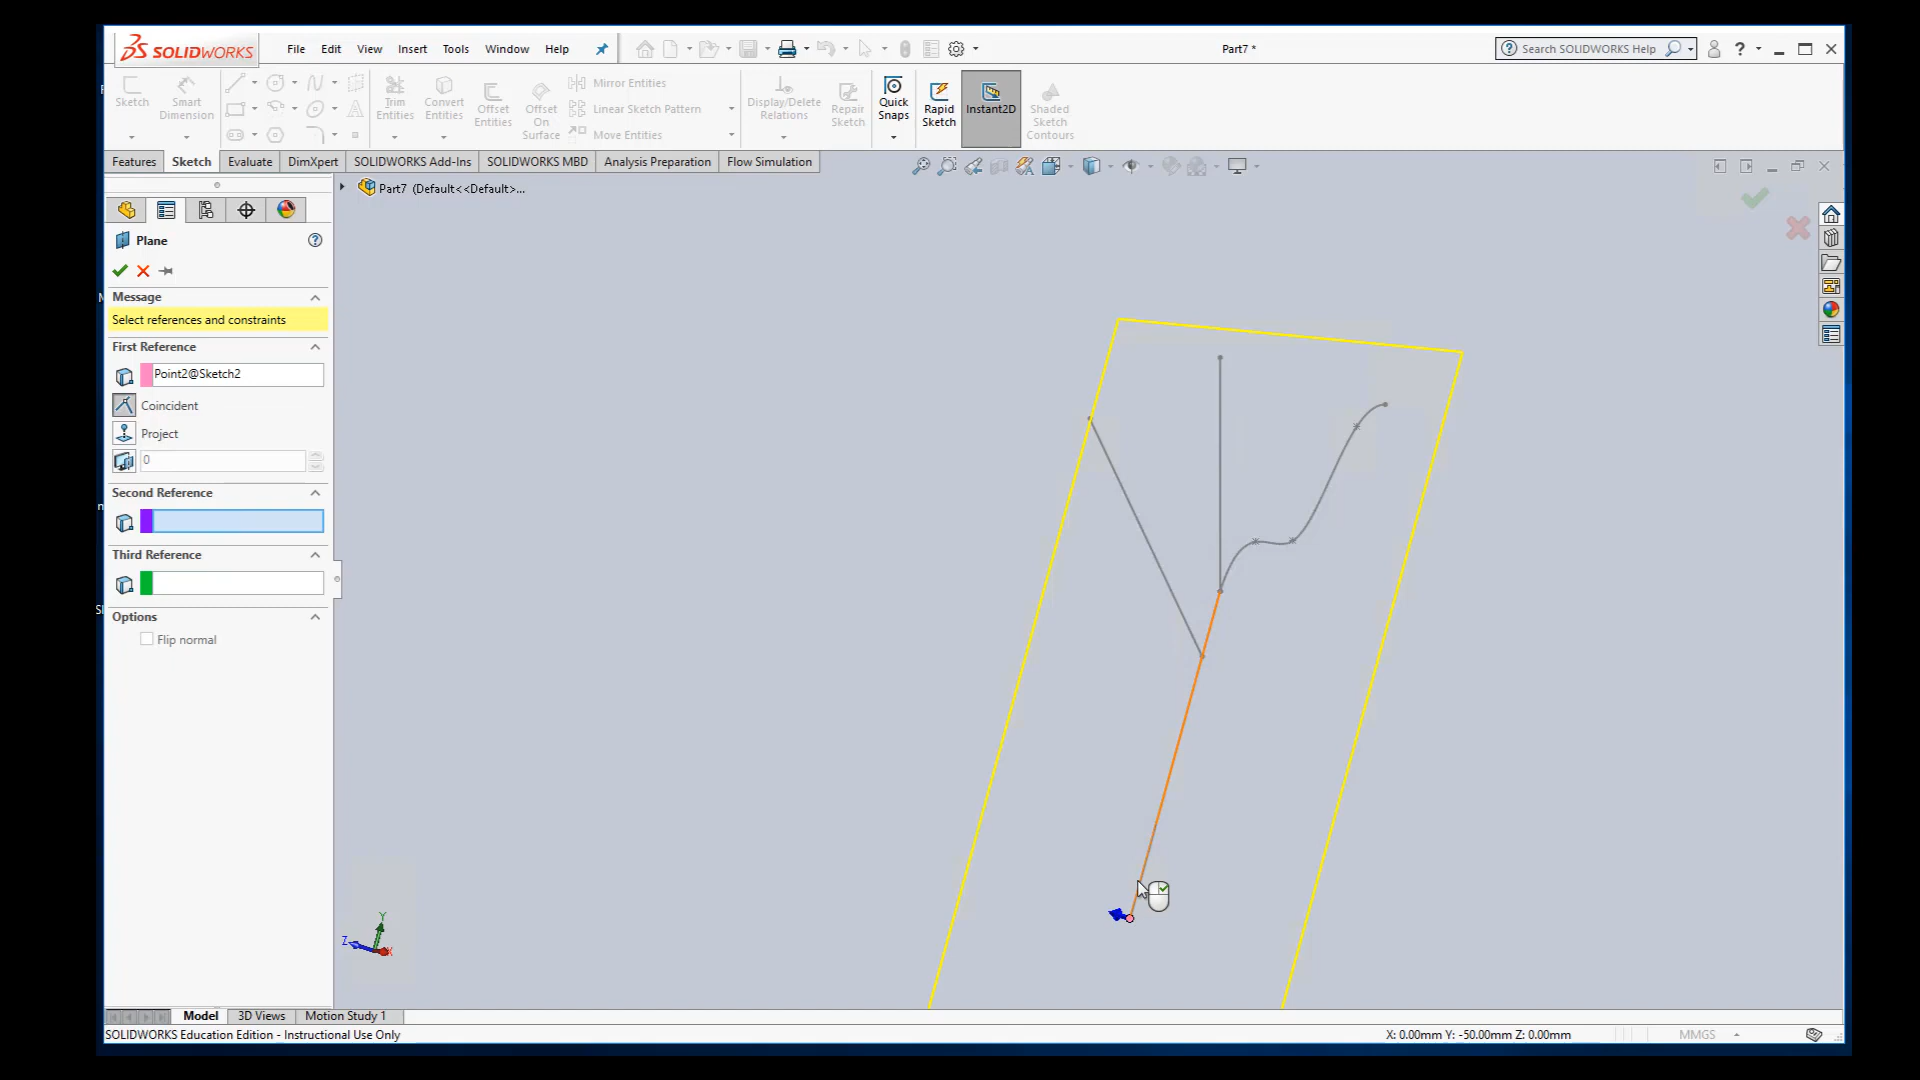 SOLIDWORKS File Edit View Insert Tools Window Help Part7 * Search SOLIDWORKS Help ?
Sketch Smart Dimension Trim Entities Convert Entities Offset Entities Offset On Surface Mirror Entities Linear Sketch Pattern Move Entities Display/Delete Relations Repair Sketch Quick Snaps Rapid Sketch Instant2D Shaded Sketch Contours
Features Sketch Evaluate DimXpert SOLIDWORKS Add-Ins SOLIDWORKS MBD Analysis Preparation Flow Simulation
Part7 (Default<<Default>...
Plane
Message
Select references and constraints
First Reference
Point2@Sketch2
Coincident
Project
0
Second Reference
Third Reference
Options
Flip normal
Y
Z
X
Model 3D Views Motion Study 1
SOLIDWORKS Education Edition - Instructional Use Only X: 0.00mm Y: -50.00mm Z: 0.00mm MMGS